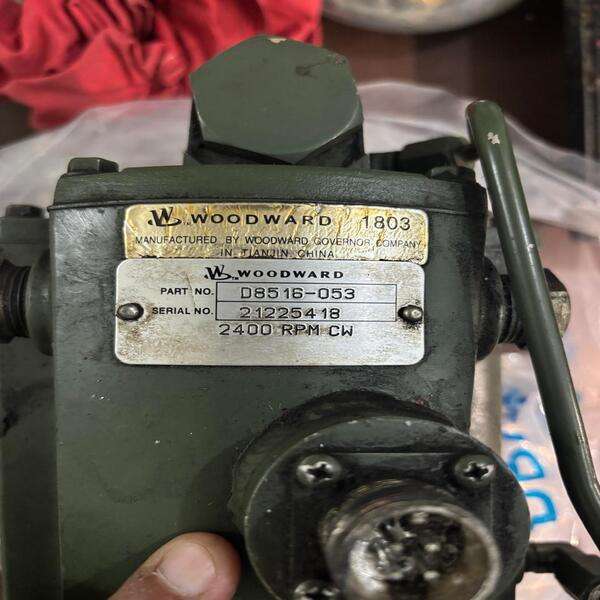 WOODWARD 1803
MANUFACTURED BY WOODWARD GOVERNOR COMPANY
IN TIANJIN, CHINA
WOODWARD
PART NO. D8516-053
SERIAL NO. 21225418
2400 RPM CW